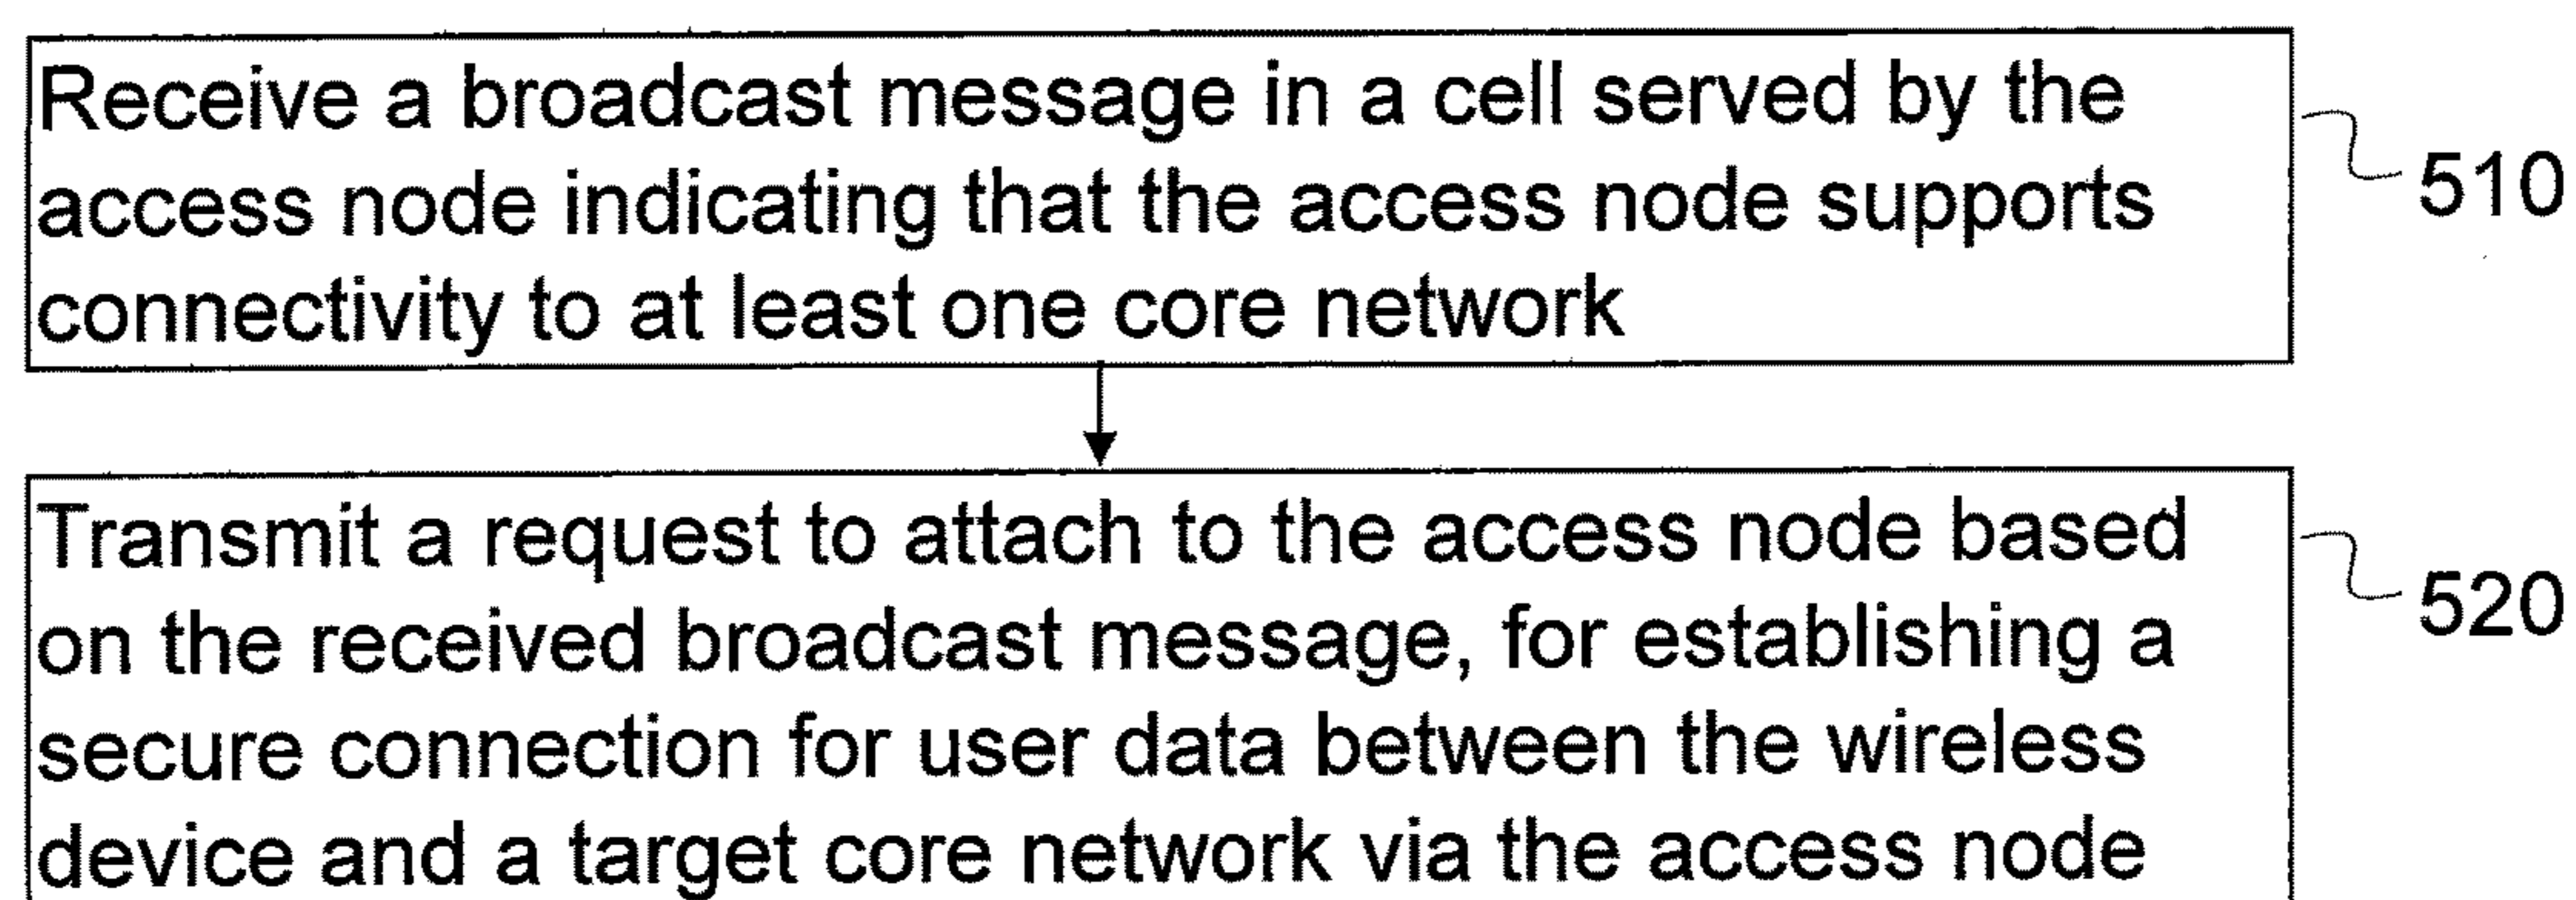 Receive a broadcast message in a cell served by the
access node indicating that the access node supports
connectivity to at least one core network
510
Transmit a request to attach to the access node based
on the received broadcast message, for establishing a
secure connection for user data between the wireless
device and a target core network via the access node
520